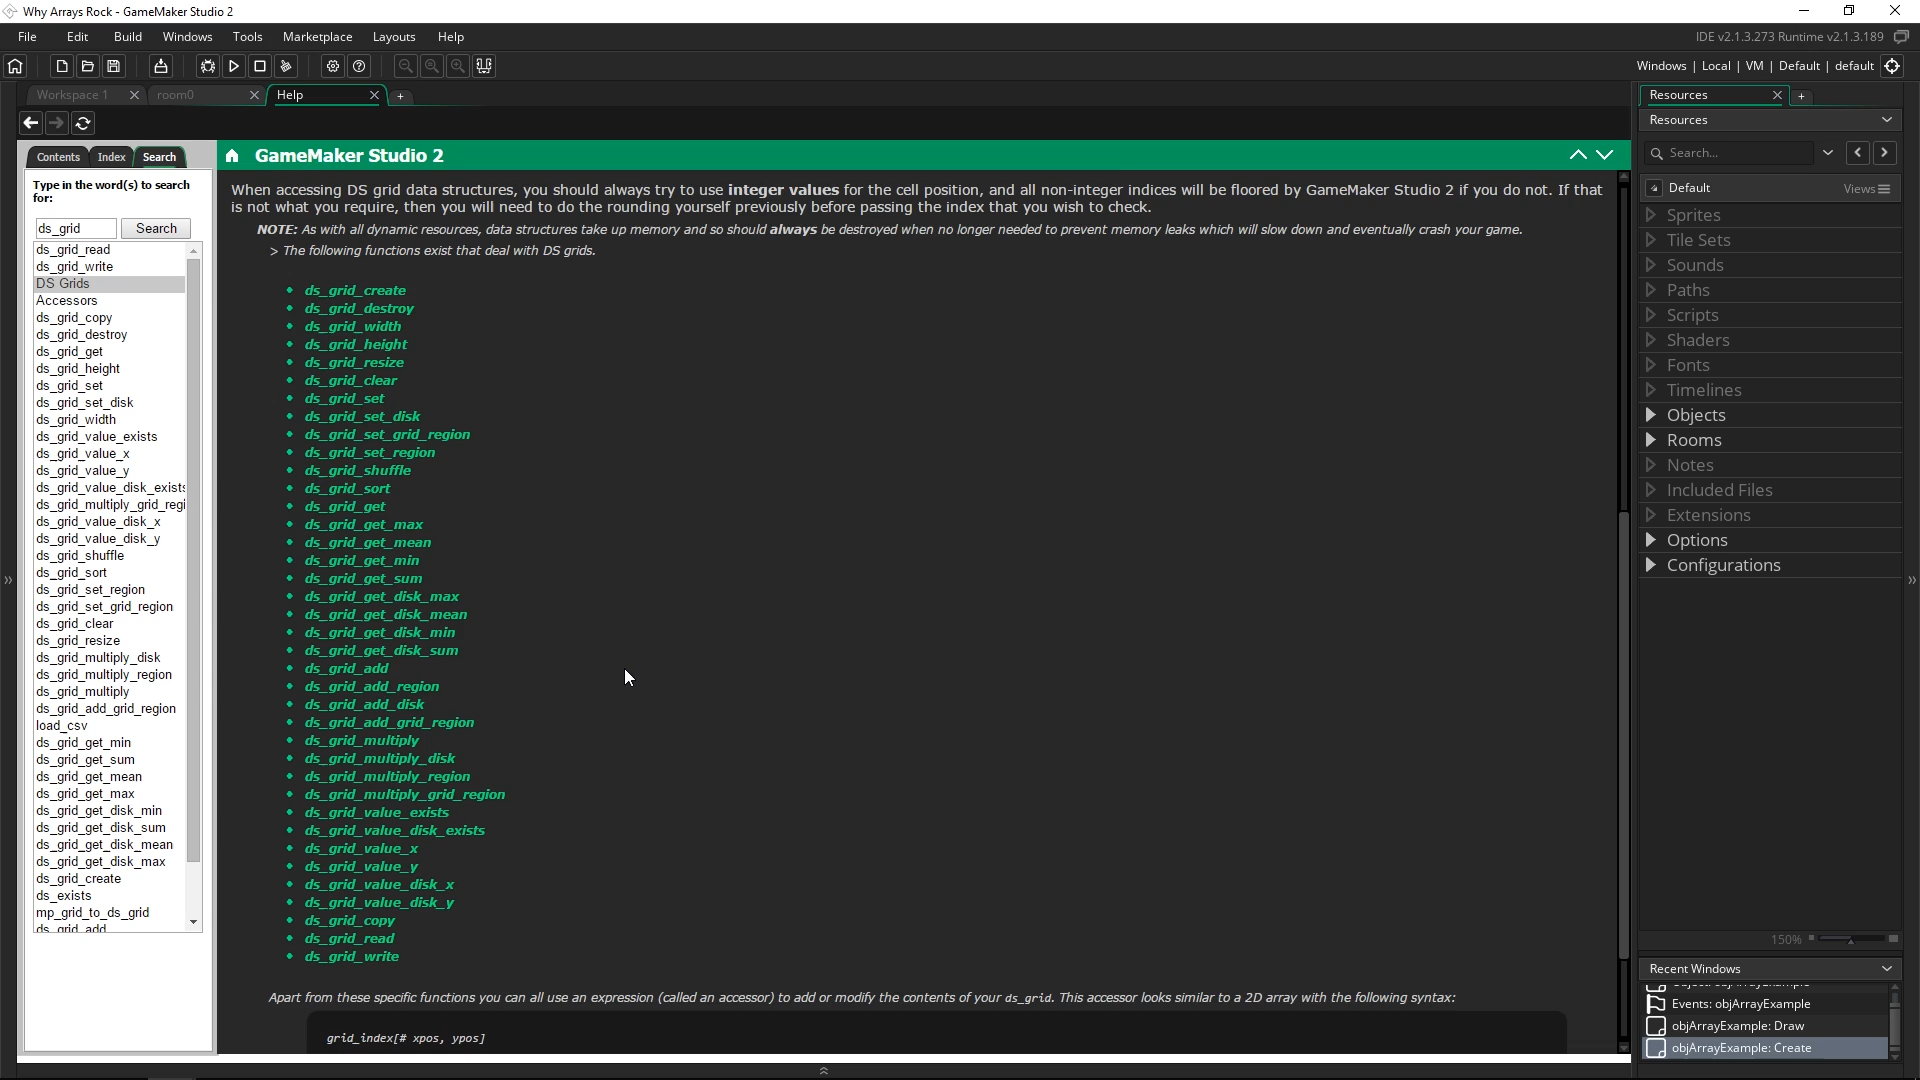 Why Arrays Rock - GameMaker Studio 2
File Edit Build Windows Tools Marketplace Layouts Help
IDE v2.1.3.273 Runtime v2.1.3.189
Windows | Local | VM | Default | default
Workspace 1
room0
Help
Contents Index Search
Type in the word(s) to search
for:
ds_grid
Search
ds_grid_read
ds_grid_write
DS Grids
Accessors
ds_grid_copy
ds_grid_destroy
ds_grid_get
ds_grid_height
ds_grid_set
ds_grid_set_disk
ds_grid_width
ds_grid_value_exists
ds_grid_value_x
ds_grid_value_y
ds_grid_value_disk_exists
ds_grid_multiply_grid_regi
ds_grid_value_disk_x
ds_grid_value_disk_y
ds_grid_shuffle
ds_grid_sort
ds_grid_set_region
ds_grid_set_grid_region
ds_grid_clear
ds_grid_resize
ds_grid_multiply_disk
ds_grid_multiply_region
ds_grid_multiply
ds_grid_add_grid_region
load_csv
ds_grid_get_min
ds_grid_get_sum
ds_grid_get_mean
ds_grid_get_max
ds_grid_get_disk_min
ds_grid_get_disk_sum
ds_grid_get_disk_mean
ds_grid_get_disk_max
ds_grid_create
ds_exists
mp_grid_to_ds_grid
ds_grid_add
GameMaker Studio 2
When accessing DS grid data structures, you should always try to use integer values for the cell position, and all non-integer indices will be floored by GameMaker Studio 2 if you do not. If that
is not what you require, then you will need to do the rounding yourself previously before passing the index that you wish to check.
NOTE: As with all dynamic resources, data structures take up memory and so should always be destroyed when no longer needed to prevent memory leaks which will slow down and eventually crash your game.
> The following functions exist that deal with DS grids.
• ds_grid_create
• ds_grid_destroy
• ds_grid_width
• ds_grid_height
• ds_grid_resize
• ds_grid_clear
• ds_grid_set
• ds_grid_set_disk
• ds_grid_set_grid_region
• ds_grid_set_region
• ds_grid_shuffle
• ds_grid_sort
• ds_grid_get
• ds_grid_get_max
• ds_grid_get_mean
• ds_grid_get_min
• ds_grid_get_sum
• ds_grid_get_disk_max
• ds_grid_get_disk_mean
• ds_grid_get_disk_min
• ds_grid_get_disk_sum
• ds_grid_add
• ds_grid_add_region
• ds_grid_add_disk
• ds_grid_add_grid_region
• ds_grid_multiply
• ds_grid_multiply_disk
• ds_grid_multiply_region
• ds_grid_multiply_grid_region
• ds_grid_value_exists
• ds_grid_value_disk_exists
• ds_grid_value_x
• ds_grid_value_y
• ds_grid_value_disk_x
• ds_grid_value_disk_y
• ds_grid_copy
• ds_grid_read
• ds_grid_write
Apart from these specific functions you can all use an expression (called an accessor) to add or modify the contents of your ds_grid. This accessor looks similar to a 2D array with the following syntax:
grid_index[# xpos, ypos]
Resources
Resources
Search...
Default Views
Sprites
Tile Sets
Sounds
Paths
Scripts
Shaders
Fonts
Timelines
Objects
Rooms
Notes
Included Files
Extensions
Options
Configurations
150%
Recent Windows
Events: objArrayExample
objArrayExample: Draw
objArrayExample: Create